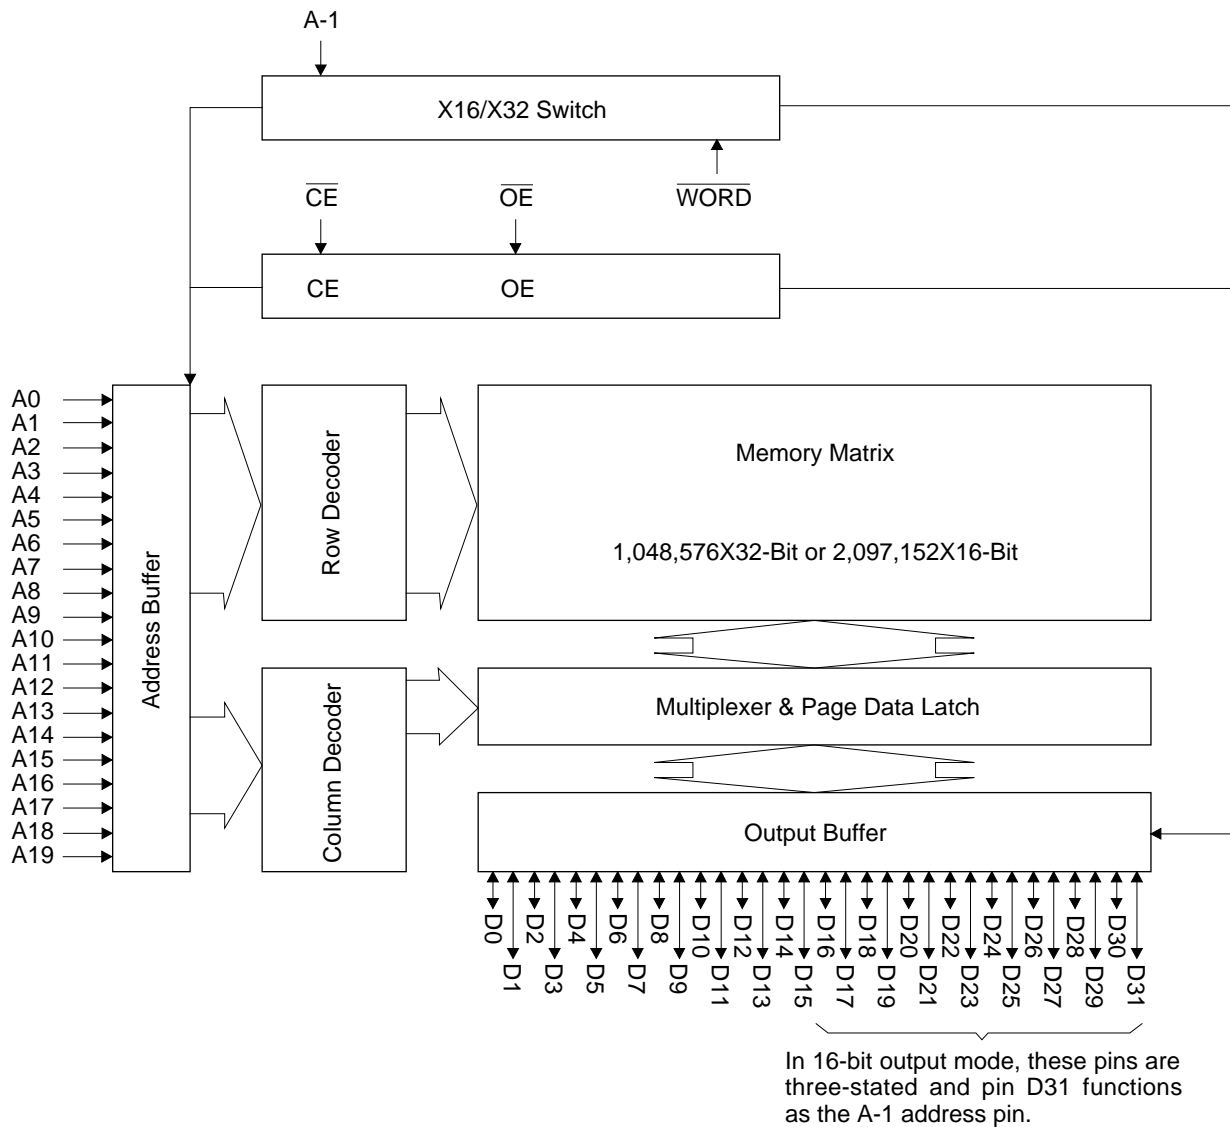 A-1
X16/X32 Switch
CE
OE
WORD
CE
OE
A0
A1
A2
A3
A4
A5
A6
A7
A8
A9
A10
A11
A12
A13
A14
A15
A16
A17
A18
A19
Address Buffer
Row Decoder
Column Decoder
Memory Matrix
1,048,576X32-Bit or 2,097,152X16-Bit
Multiplexer & Page Data Latch
Output Buffer
D0
D1
D2
D3
D4
D5
D6
D7
D8
D9
D10
D11
D12
D13
D14
D15
D16
D17
D18
D19
D20
D21
D22
D23
D24
D25
D26
D27
D28
D29
D30
D31
In 16-bit output mode, these pins are
three-stated and pin D31 functions
as the A-1 address pin.